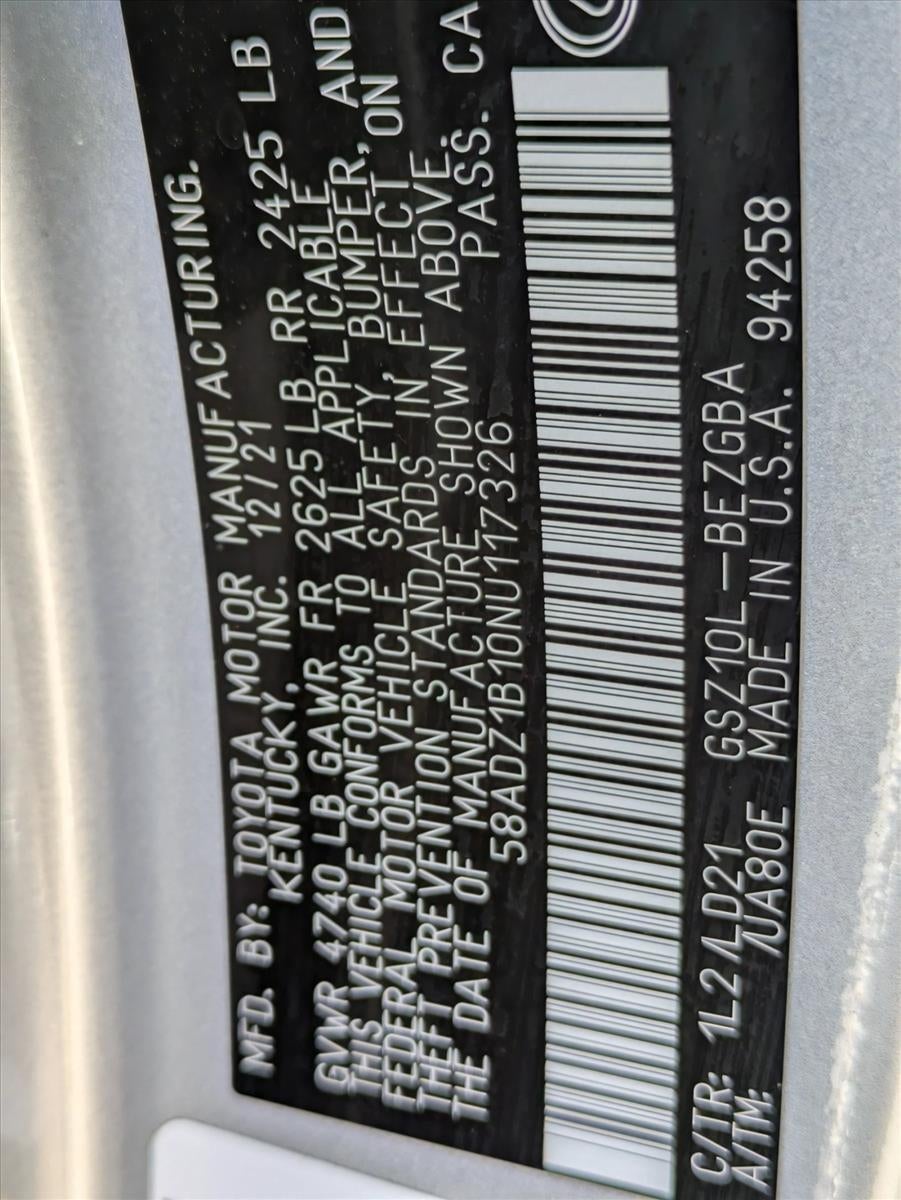 MFD. BY: TOYOTA MOTOR MANUFACTURING.
KENTUCKY, INC. 12/21
GVWR 4740 LB GAWR FR 2625 LB RR 2425 LB
THIS VEHICLE CONFORMS TO ALL APPLICABLE
FEDERAL MOTOR VEHICLE SAFETY, BUMPER, AND
THEFT PREVENTION STANDARDS IN EFFECT ON
THE DATE OF MANUFACTURE SHOWN ABOVE.
58ADZ1B10NU117326 PASS. CA
C/TR: 1L2/LD21 GSZ10L-BEZGBA
A/TM: /UA80E MADE IN U.S.A. 94258